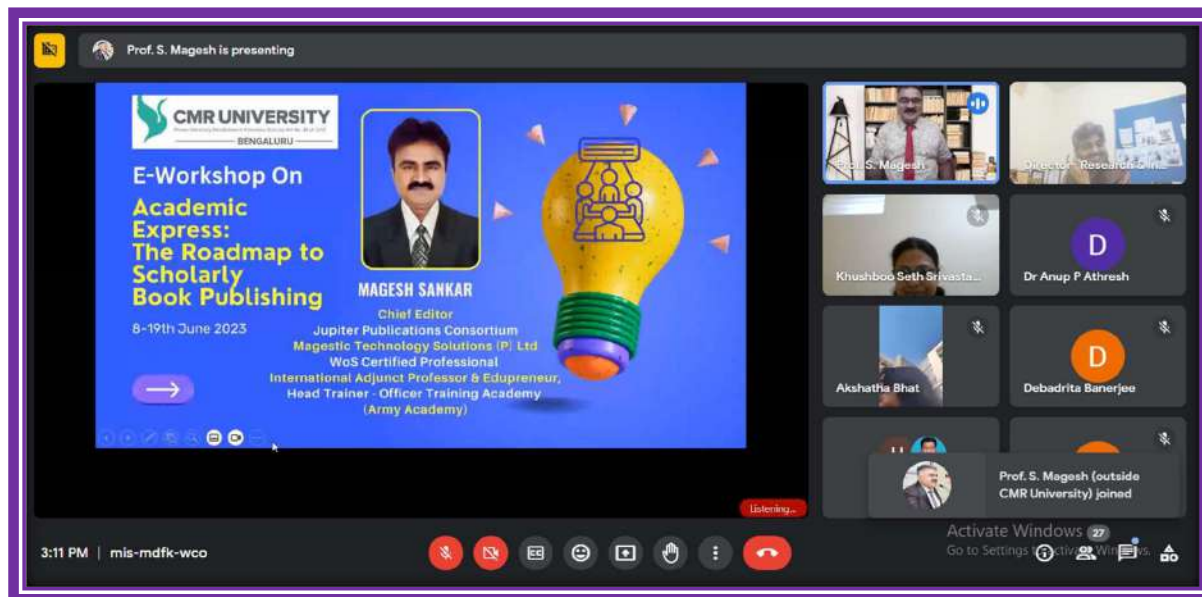 Prof. S. Magesh is presenting
CMR UNIVERSITY
BENGALURU
E-Workshop On
Academic
Express:
The Roadmap to
Scholarly
Book Publishing
8-19th June 2023
MAGESH SANKAR
Chief Editor
Jupiter Publications Consortium
Magestic Technology Solutions (P) Ltd
WoS Certified Professional
International Adjunct Professor & Edupreneur,
Head Trainer - Officer Training Academy
(Army Academy)
Listening...
Prof. S. Magesh
Director - Research & In...
Khushboo Seth Srivasta...
D
Dr Anup P Athresh
Akshatha Bhat
D
Debadrita Banerjee
Prof. S. Magesh (outside
CMR University) joined
3:11 PM | mis-mdfk-wco
CC
Activate Windows
27
Go to Settings to activate Windows.